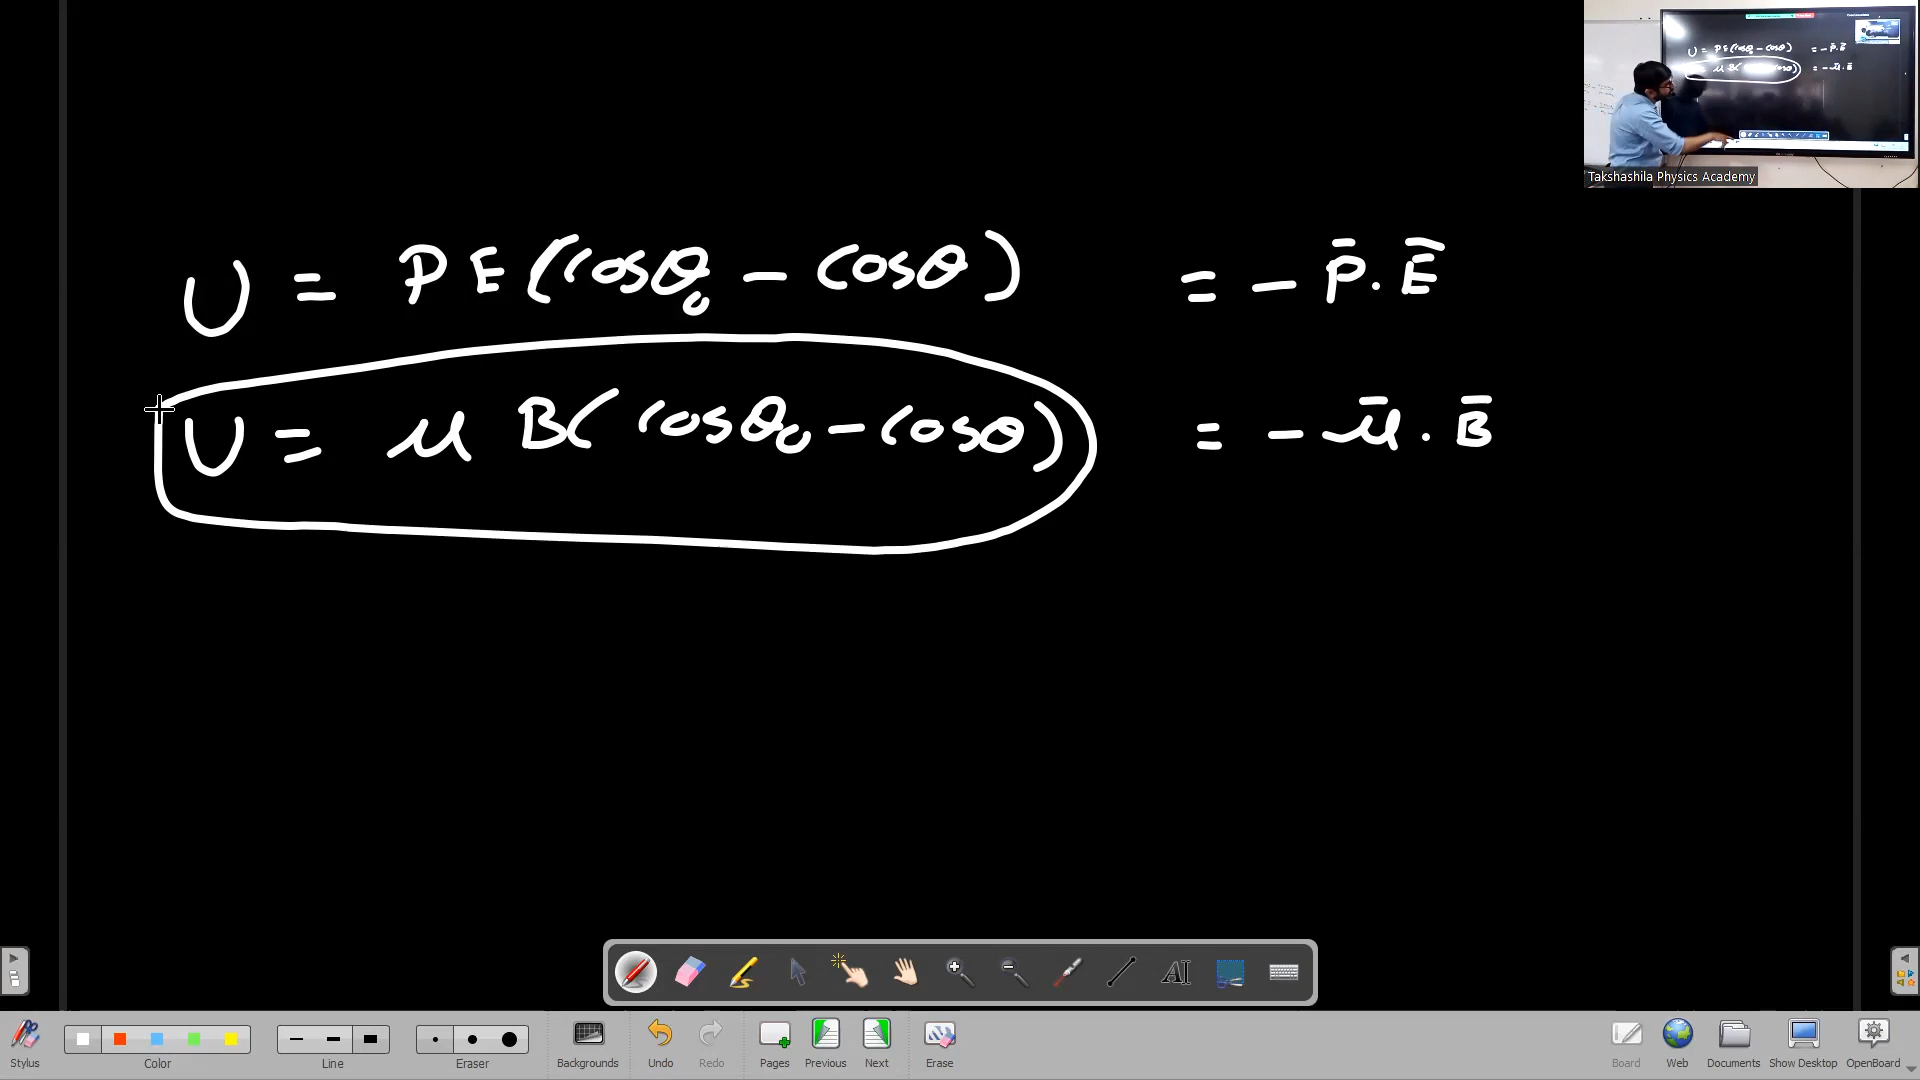 Takshashila Physics Academy
U = PE(cosθ₀ - cosθ) = - P̄.Ē
U = μ B(cosθ₀ - cosθ) = - μ̄ . B̄
AI
Stylus Color Line Eraser Backgrounds Undo Redo Pages Previous Next Erase Board Web Documents Show Desktop OpenBoard